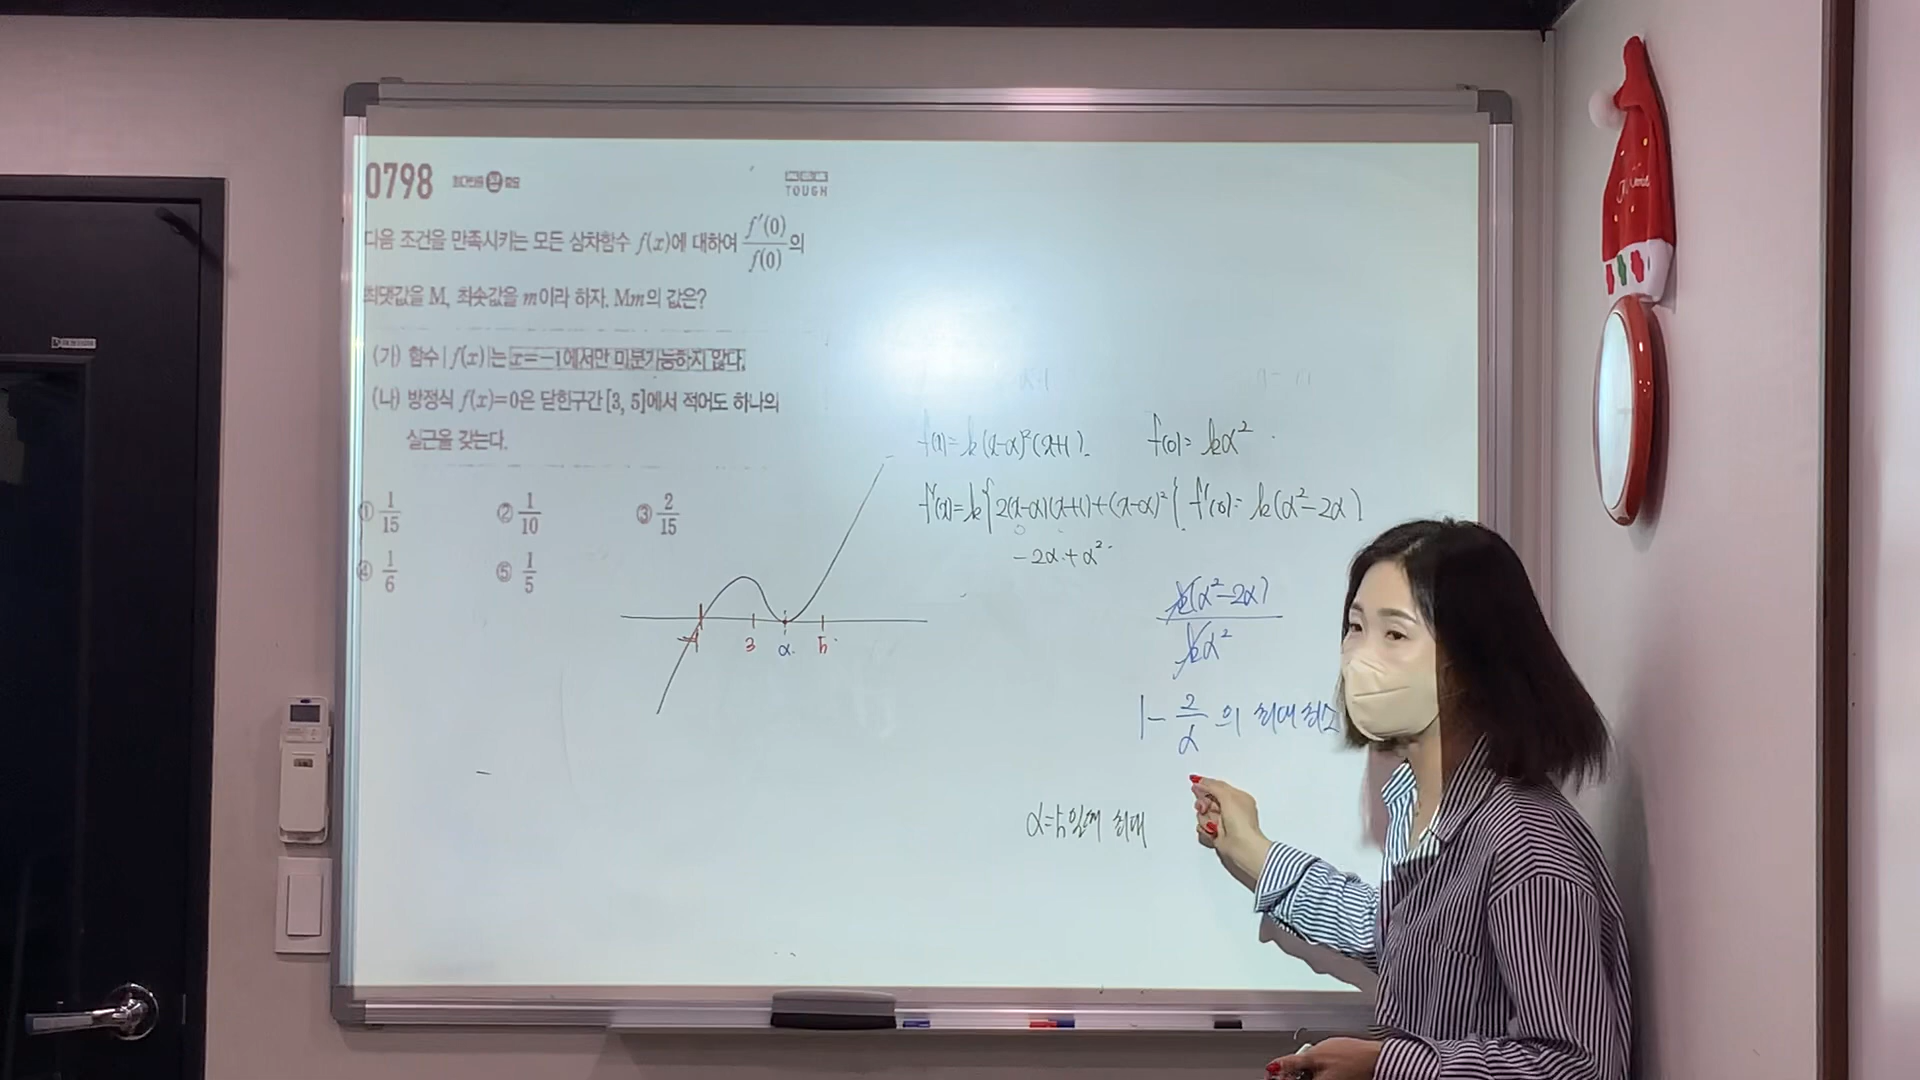 0798
TOUGH
다음 조건을 만족시키는 모든 삼차함수 f(x)에 대하여 f'(0)/f(0)의
최댓값을 M, 최솟값을 m이라 하자. Mm의 값은?
(가) 함수 |f(x)|는 x=-1에서만 미분가능하지 않다.
(나) 방정식 f(x)=0은 닫힌구간 [3, 5]에서 적어도 하나의
실근을 갖는다.
① 1/15 ② 1/10 ③ 2/15
④ 1/6 ⑤ 1/5
-1 3 α 5
f(x)=k(x-α)²(x+1) f(0)=kα²
f'(x)=k{2(x-α)(x+1)+(x-α)²} f'(0)=k(α²-2α)
-2α+α²
k(α²-2α)/kα²
1-2/α의 최대최소
α=5일때 최대